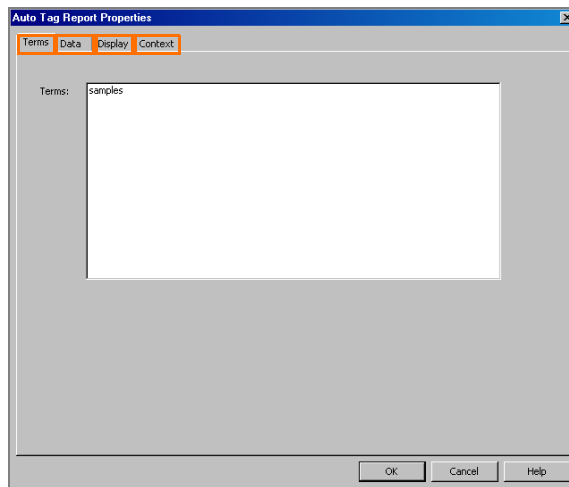 Auto Tag Report Properties
Terms Data Display Context
Terms: samples
OK Cancel Help